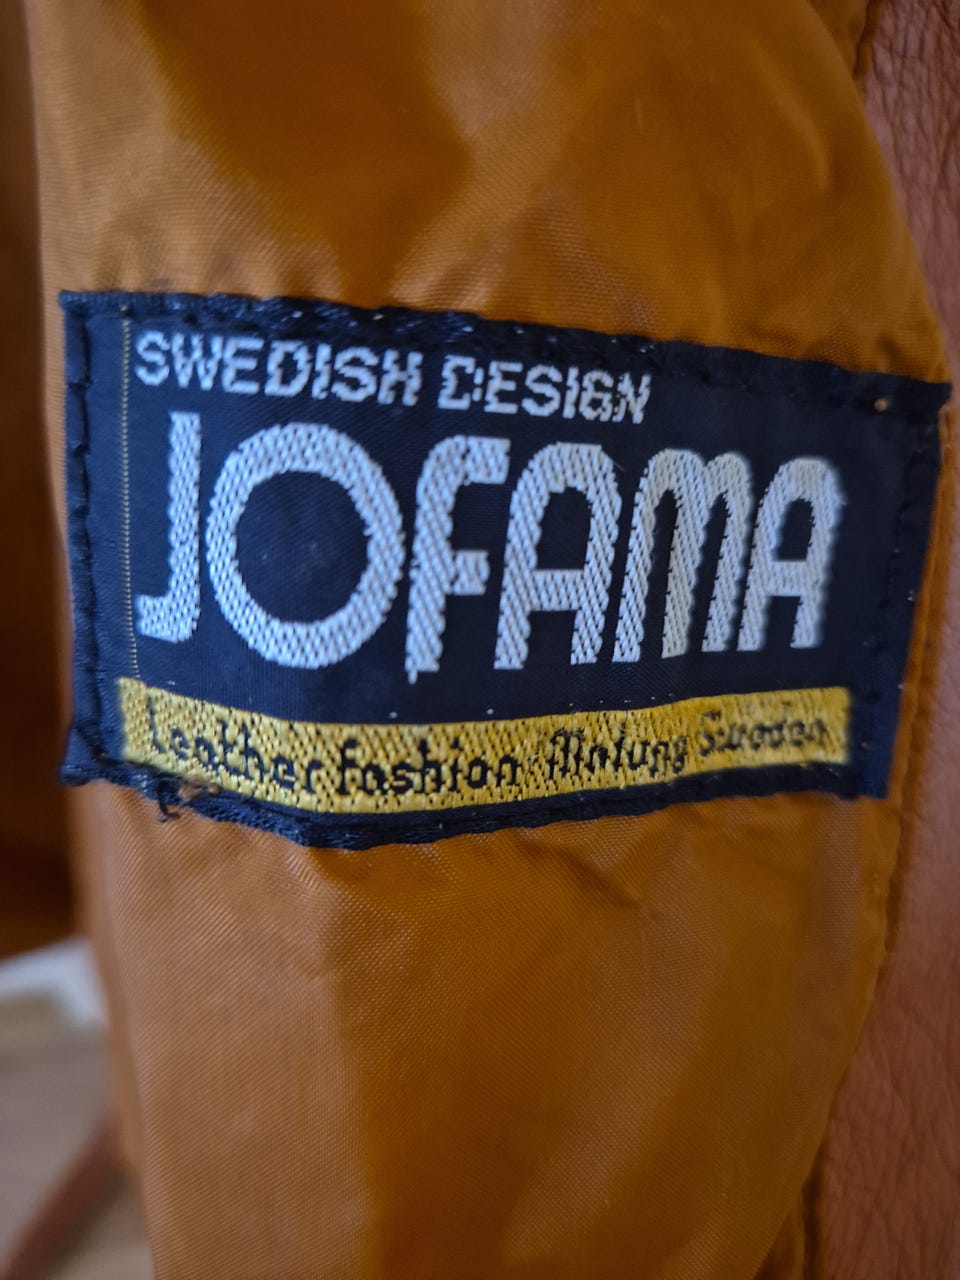 SWEDISH DESIGN
JOFAMA
Leather fashion Malung Sweden